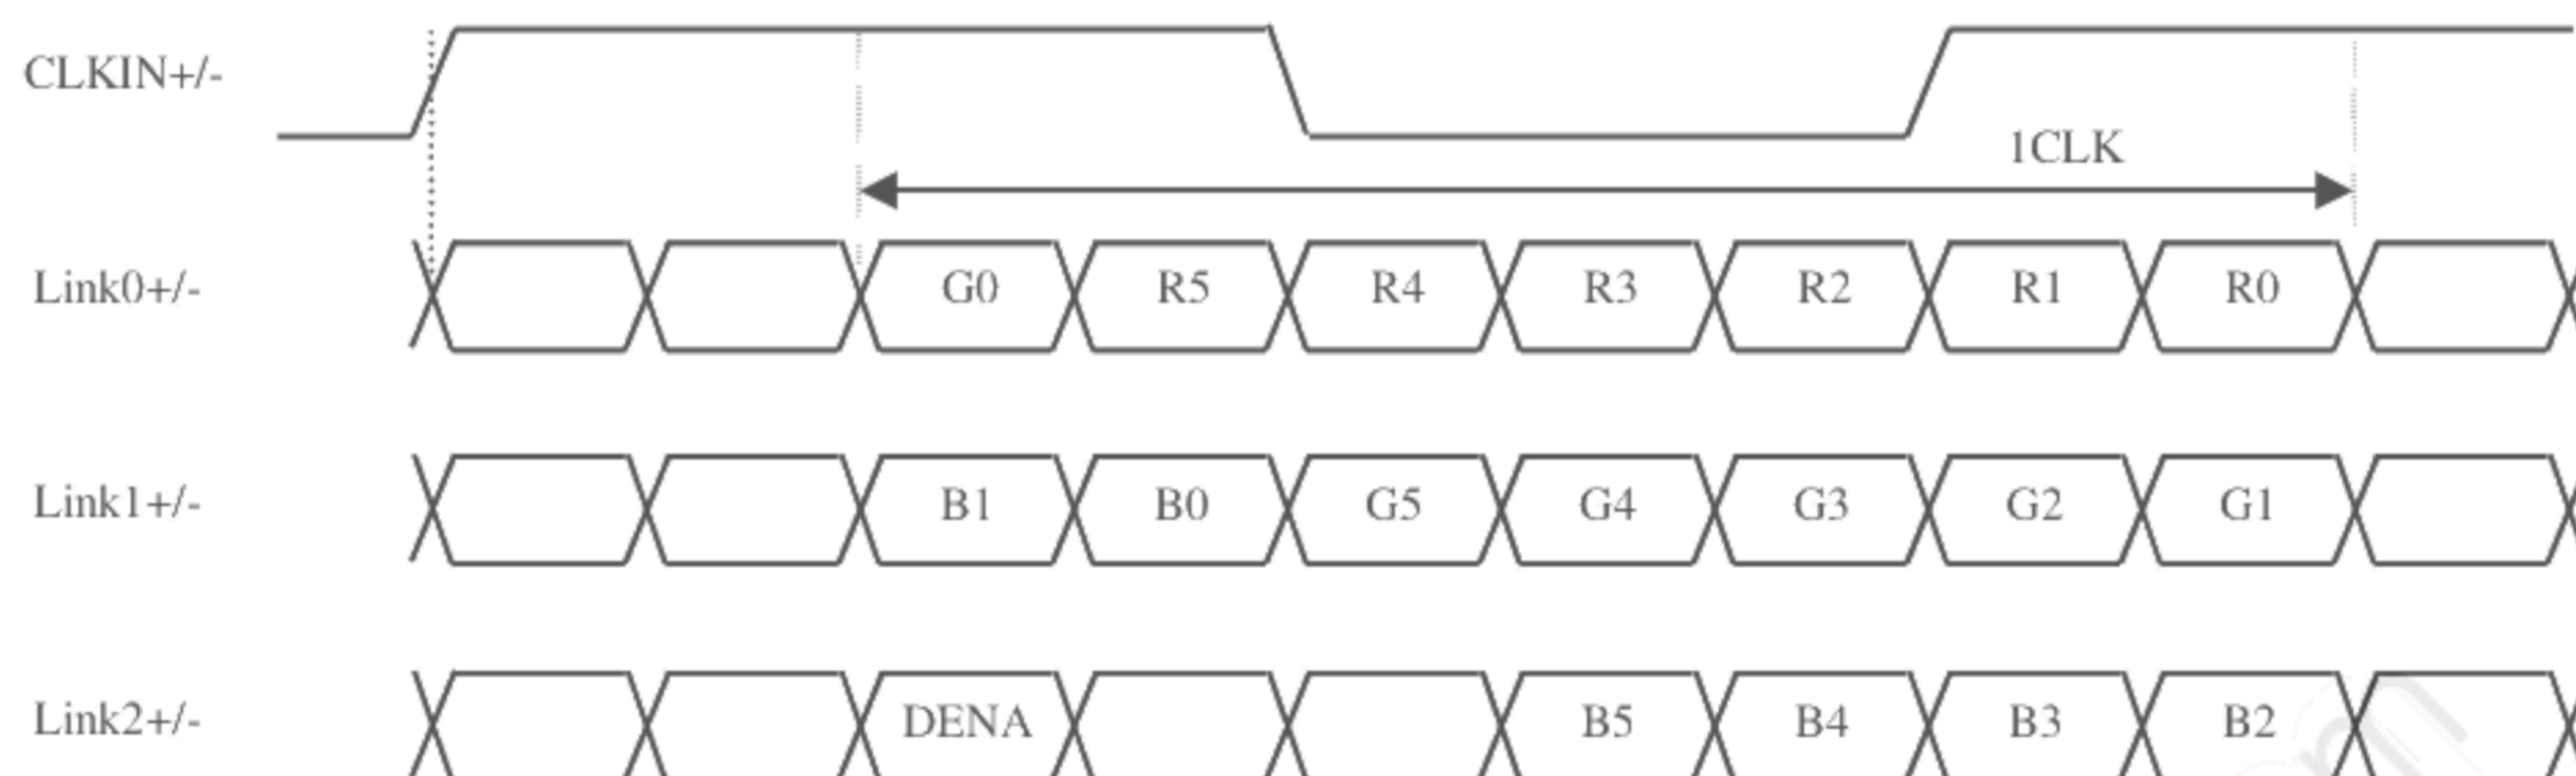 CLKIN+/-
1CLK
Link0+/- G0 R5 R4 R3 R2 R1 R0
Link1+/- B1 B0 G5 G4 G3 G2 G1
Link2+/- DENA B5 B4 B3 B2